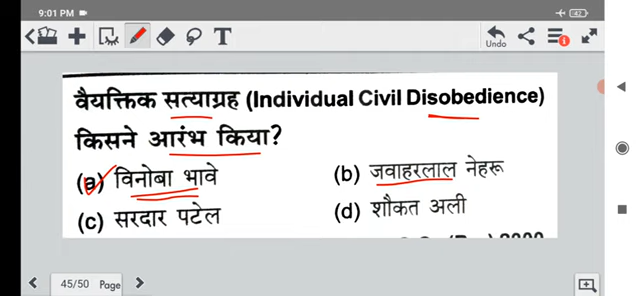 9:01 PM
42
Undo
वैयक्तिक सत्याग्रह (Individual Civil Disobedience)
किसने आरंभ किया?
(a) विनोबा भावे (b) जवाहरलाल नेहरू
(c) सरदार पटेल (d) शौकत अली
45/50 Page